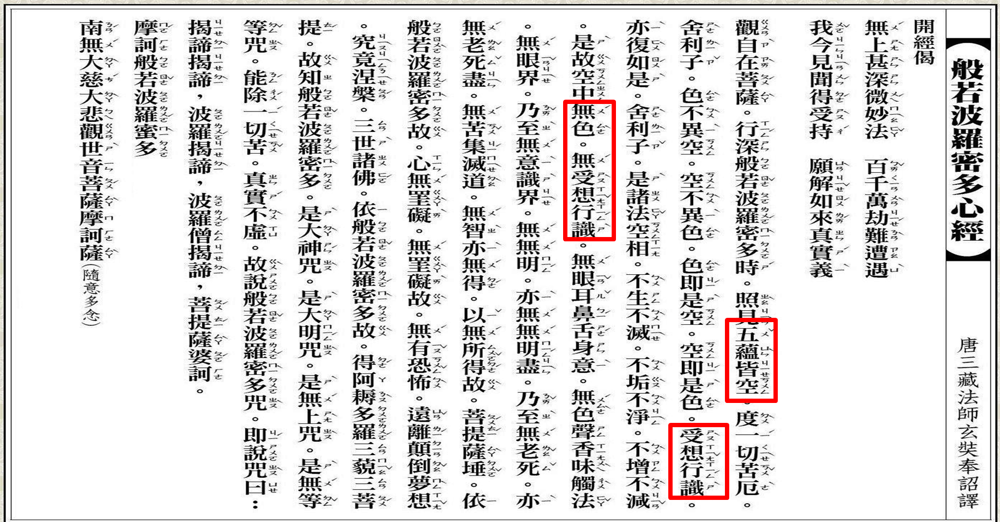 般若波羅密多心經
唐三藏法師玄奘奉詔譯
開經偈
無上甚深微妙法　百千萬劫難遭遇
我今見聞得受持　願解如來真實義
觀自在菩薩。行深般若波羅密多時。照見五蘊皆空。度一切苦厄。
舍利子。色不異空。空不異色。色即是空。空即是色。受想行識。
亦復如是。舍利子。是諸法空相。不生不滅。不垢不淨。不增不減
。是故空中無色。無受想行識。無眼耳鼻舌身意。無色聲香味觸法
。無眼界。乃至無意識界。無無明。亦無無明盡。乃至無老死。亦
無老死盡。無苦集滅道。無智亦無得。以無所得故。菩提薩埵。依
般若波羅密多故。心無罣礙。無罣礙故。無有恐怖。遠離顛倒夢想
。究竟涅槃。三世諸佛。依般若波羅密多故。得阿耨多羅三藐三菩
提。故知般若波羅密多。是大神咒。是大明咒。是無上咒。是無等
等咒。能除一切苦。真實不虛。故說般若波羅密多咒。即說咒曰：
揭諦揭諦，波羅揭諦，波羅僧揭諦，菩提薩婆訶。
摩訶般若波羅蜜多
南無大慈大悲觀世音菩薩摩訶薩（隨意多念）